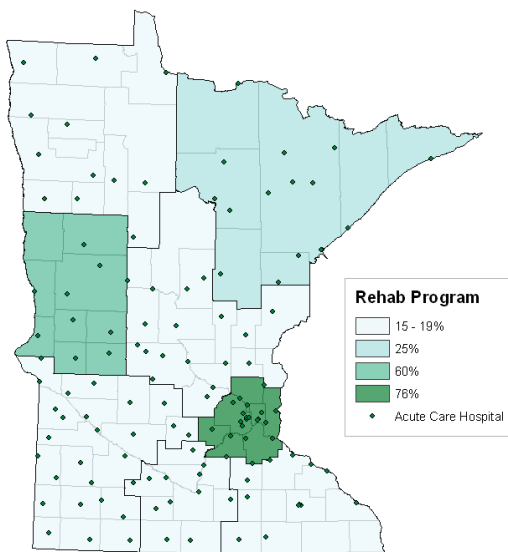 Rehab Program
15 - 19%
25%
60%
76%
Acute Care Hospital